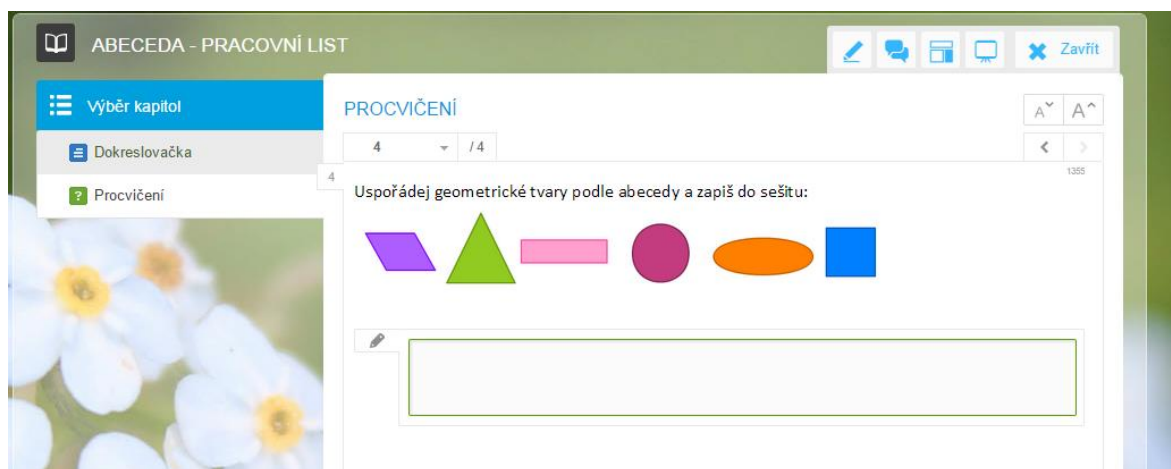 ABECEDA - PRACOVNÍ LIST
Zavřít
Výběr kapitol
Dokreslovačka
Procvičení
PROCVIČENÍ
A A
4 / 4
4
1355
Uspořádej geometrické tvary podle abecedy a zapiš do sešitu: